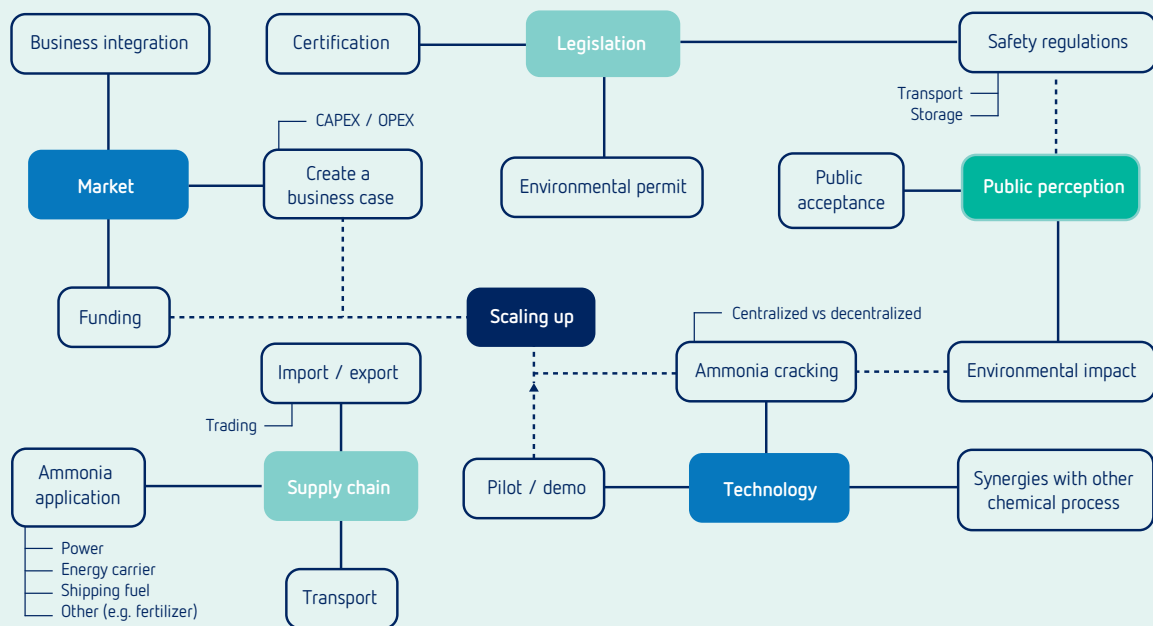 Business integration
Certification
Legislation
Safety regulations
Transport
Storage
CAPEX / OPEX
Create a
business case
Market
Environmental permit
Public
acceptance
Public perception
Funding
Scaling up
Centralized vs decentralized
Import / export
Ammonia cracking
Environmental impact
Trading
Ammonia
application
Supply chain
Pilot / demo
Technology
Synergies with other
chemical process
Power
Energy carrier
Shipping fuel
Other (e.g. fertilizer)
Transport